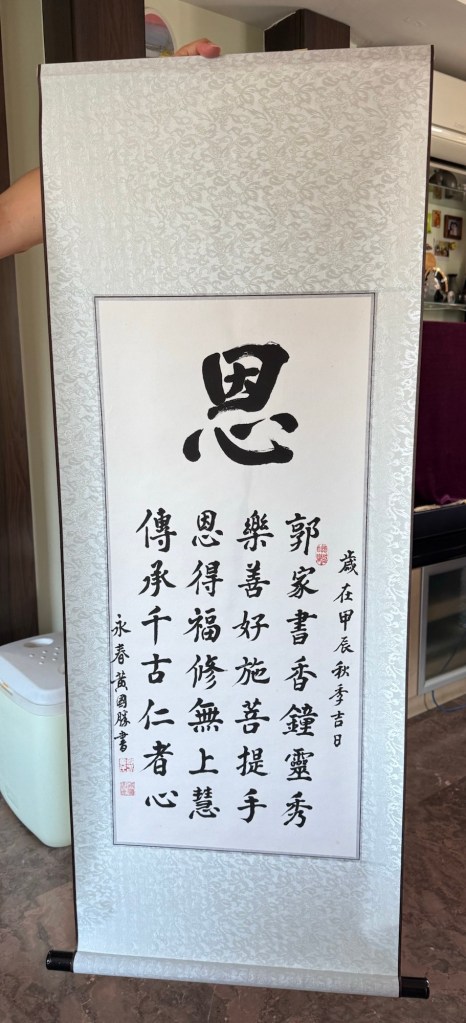 恩
歲在甲辰秋季吉日
郭家書香鐘靈秀
樂善好施菩提手
恩得福修無上慧
傳承千古仁者心
永春黃國勝書